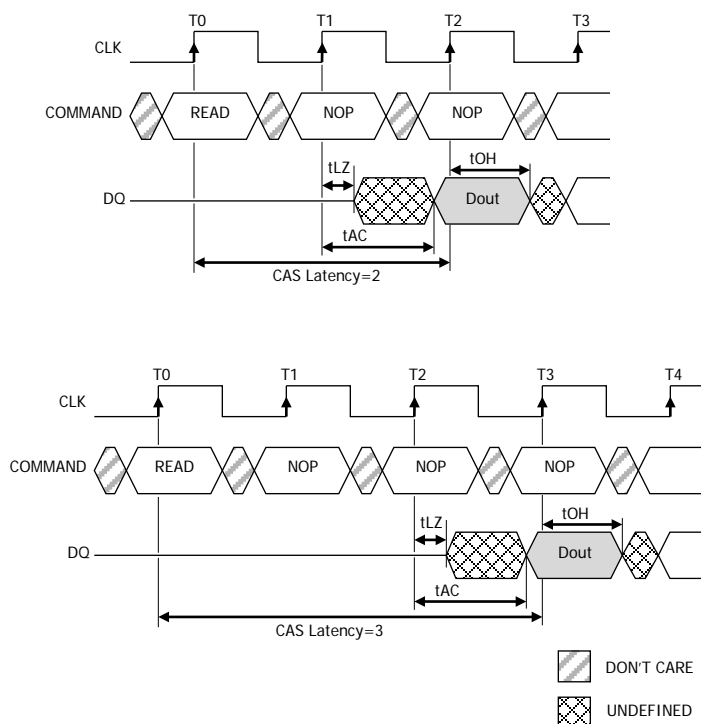 T0 T1 T2 T3
CLK
COMMAND READ NOP NOP
tLZ tOH
DQ Dout
tAC
CAS Latency=2
T0 T1 T2 T3 T4
CLK
COMMAND READ NOP NOP NOP
tLZ tOH
DQ Dout
tAC
CAS Latency=3
DON'T CARE
UNDEFINED